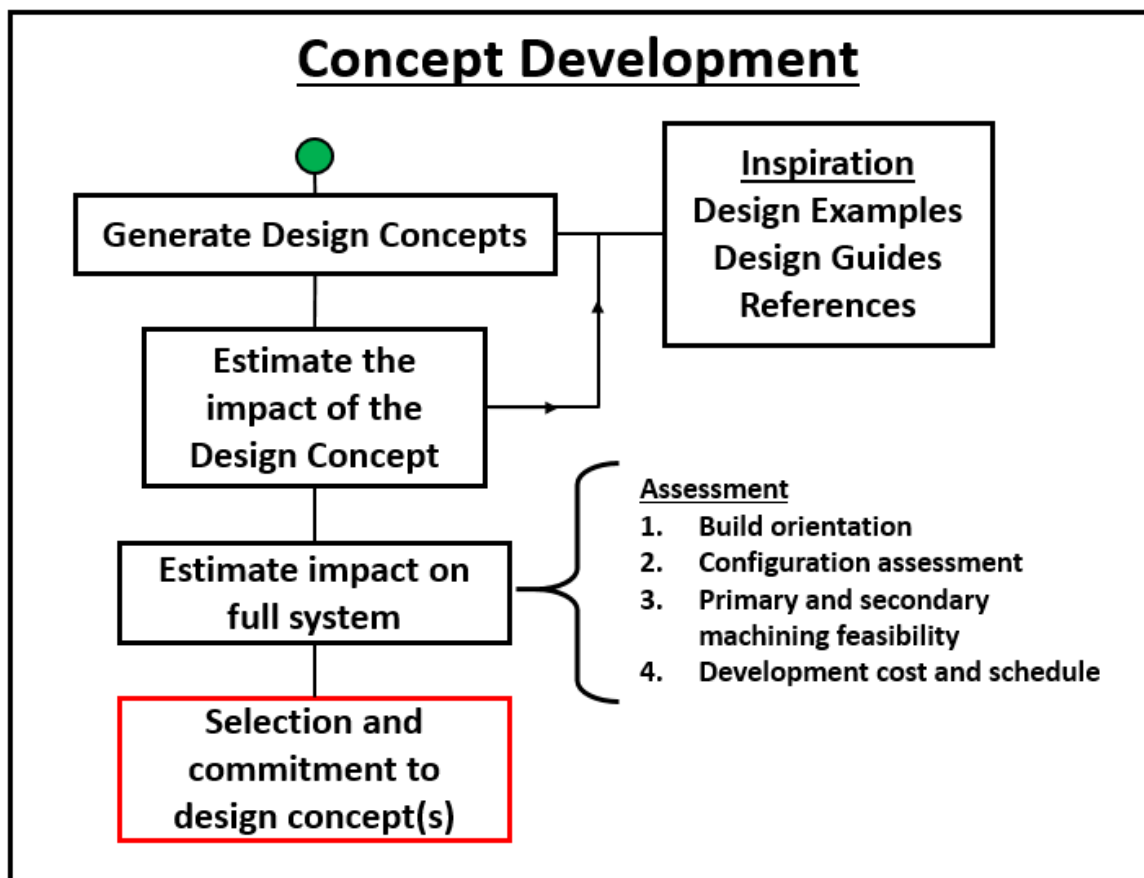 Concept Development
Generate Design Concepts
Inspiration
Design Examples
Design Guides
References
Estimate the
impact of the
Design Concept
Estimate impact on
full system
Assessment
1. Build orientation
2. Configuration assessment
3. Primary and secondary
machining feasibility
4. Development cost and schedule
Selection and
commitment to
design concept(s)